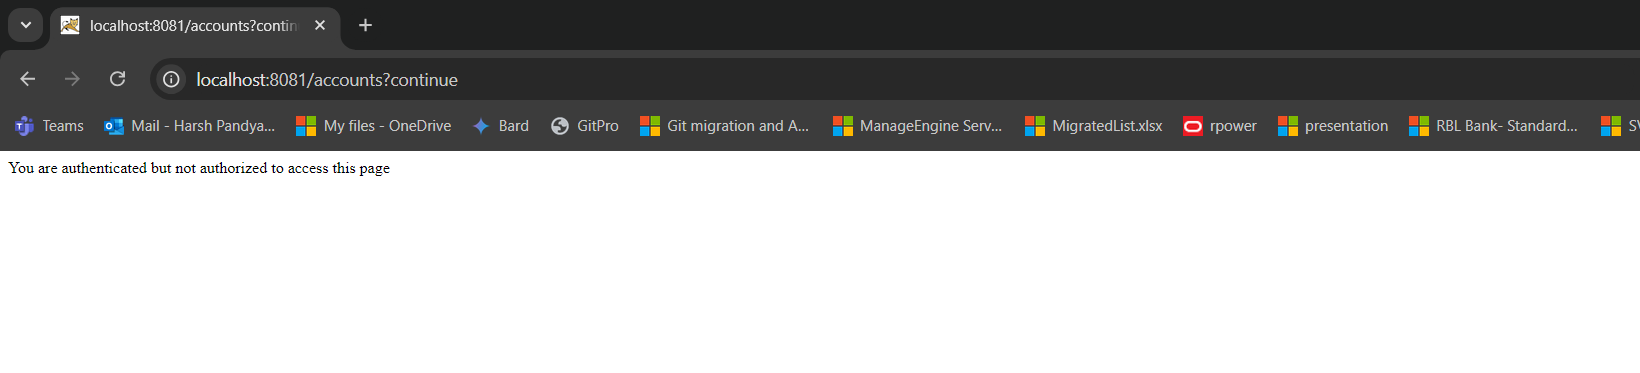 localhost:8081/accounts?contin
localhost:8081/accounts?continue
Teams Mail - Harsh Pandya... My files - OneDrive Bard GitPro Git migration and A... ManageEngine Serv... MigratedList.xlsx rpower presentation RBL Bank- Standard... SV
You are authenticated but not authorized to access this page